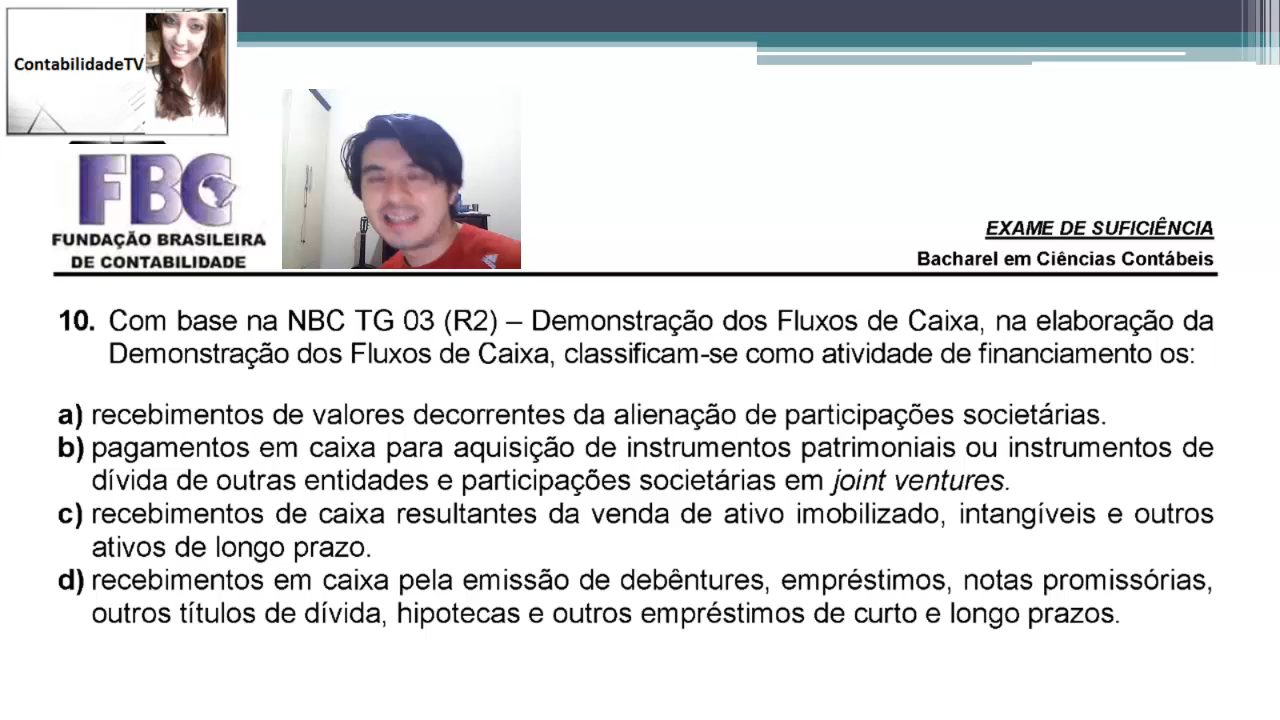 ContabilidadeTV
FBC
FUNDAÇÃO BRASILEIRA
DE CONTABILIDADE
EXAME DE SUFICIÊNCIA
Bacharel em Ciências Contábeis
10. Com base na NBC TG 03 (R2) – Demonstração dos Fluxos de Caixa, na elaboração da
Demonstração dos Fluxos de Caixa, classificam-se como atividade de financiamento os:
a) recebimentos de valores decorrentes da alienação de participações societárias.
b) pagamentos em caixa para aquisição de instrumentos patrimoniais ou instrumentos de
dívida de outras entidades e participações societárias em joint ventures.
c) recebimentos de caixa resultantes da venda de ativo imobilizado, intangíveis e outros
ativos de longo prazo.
d) recebimentos em caixa pela emissão de debêntures, empréstimos, notas promissórias,
outros títulos de dívida, hipotecas e outros empréstimos de curto e longo prazos.